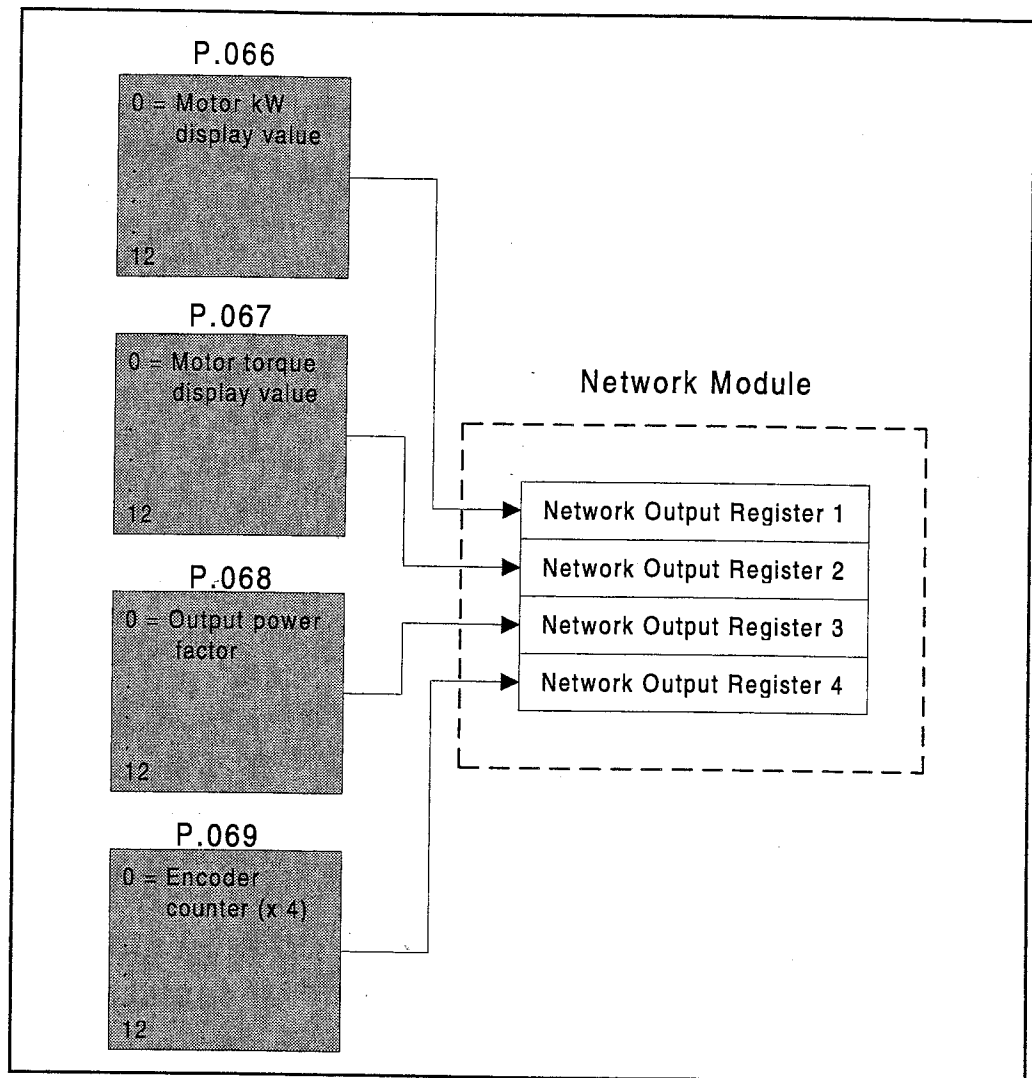 P.066
0 = Motor kW
display value
.
.
.
12
P.067
0 = Motor torque
display value
.
.
.
12
P.068
0 = Output power
factor
.
.
.
12
P.069
0 = Encoder
counter (x 4)
.
.
.
12
Network Module
Network Output Register 1
Network Output Register 2
Network Output Register 3
Network Output Register 4